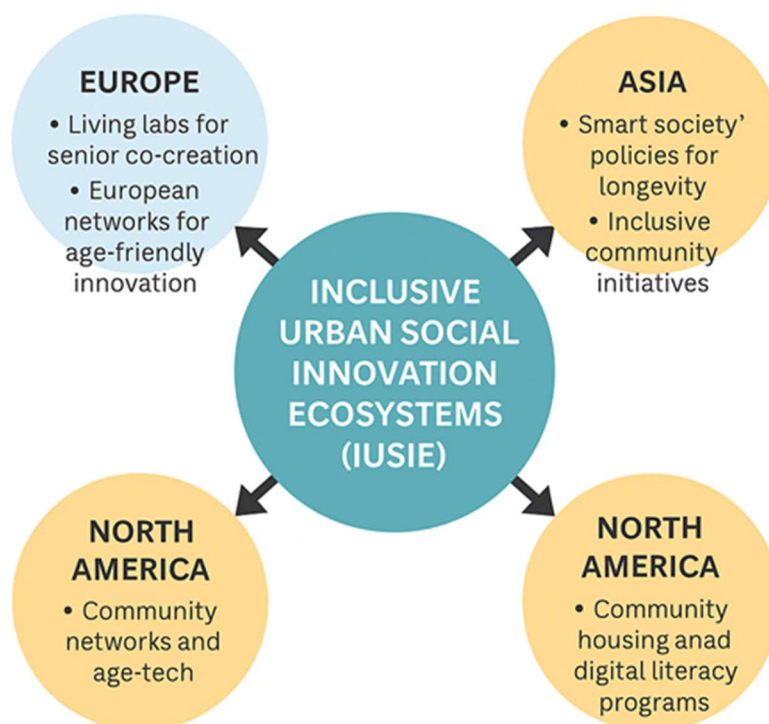 EUROPE
• Living labs for
senior co-creation
• European
networks for
age-friendly
innovation
ASIA
• Smart society’
policies for
longevity
• Inclusive
community
initiatives
INCLUSIVE
URBAN SOCIAL
INNOVATION
ECOSYSTEMS
(IUSIE)
NORTH
AMERICA
• Community
networks and
age-tech
NORTH
AMERICA
• Community
housing anad
digital literacy
programs